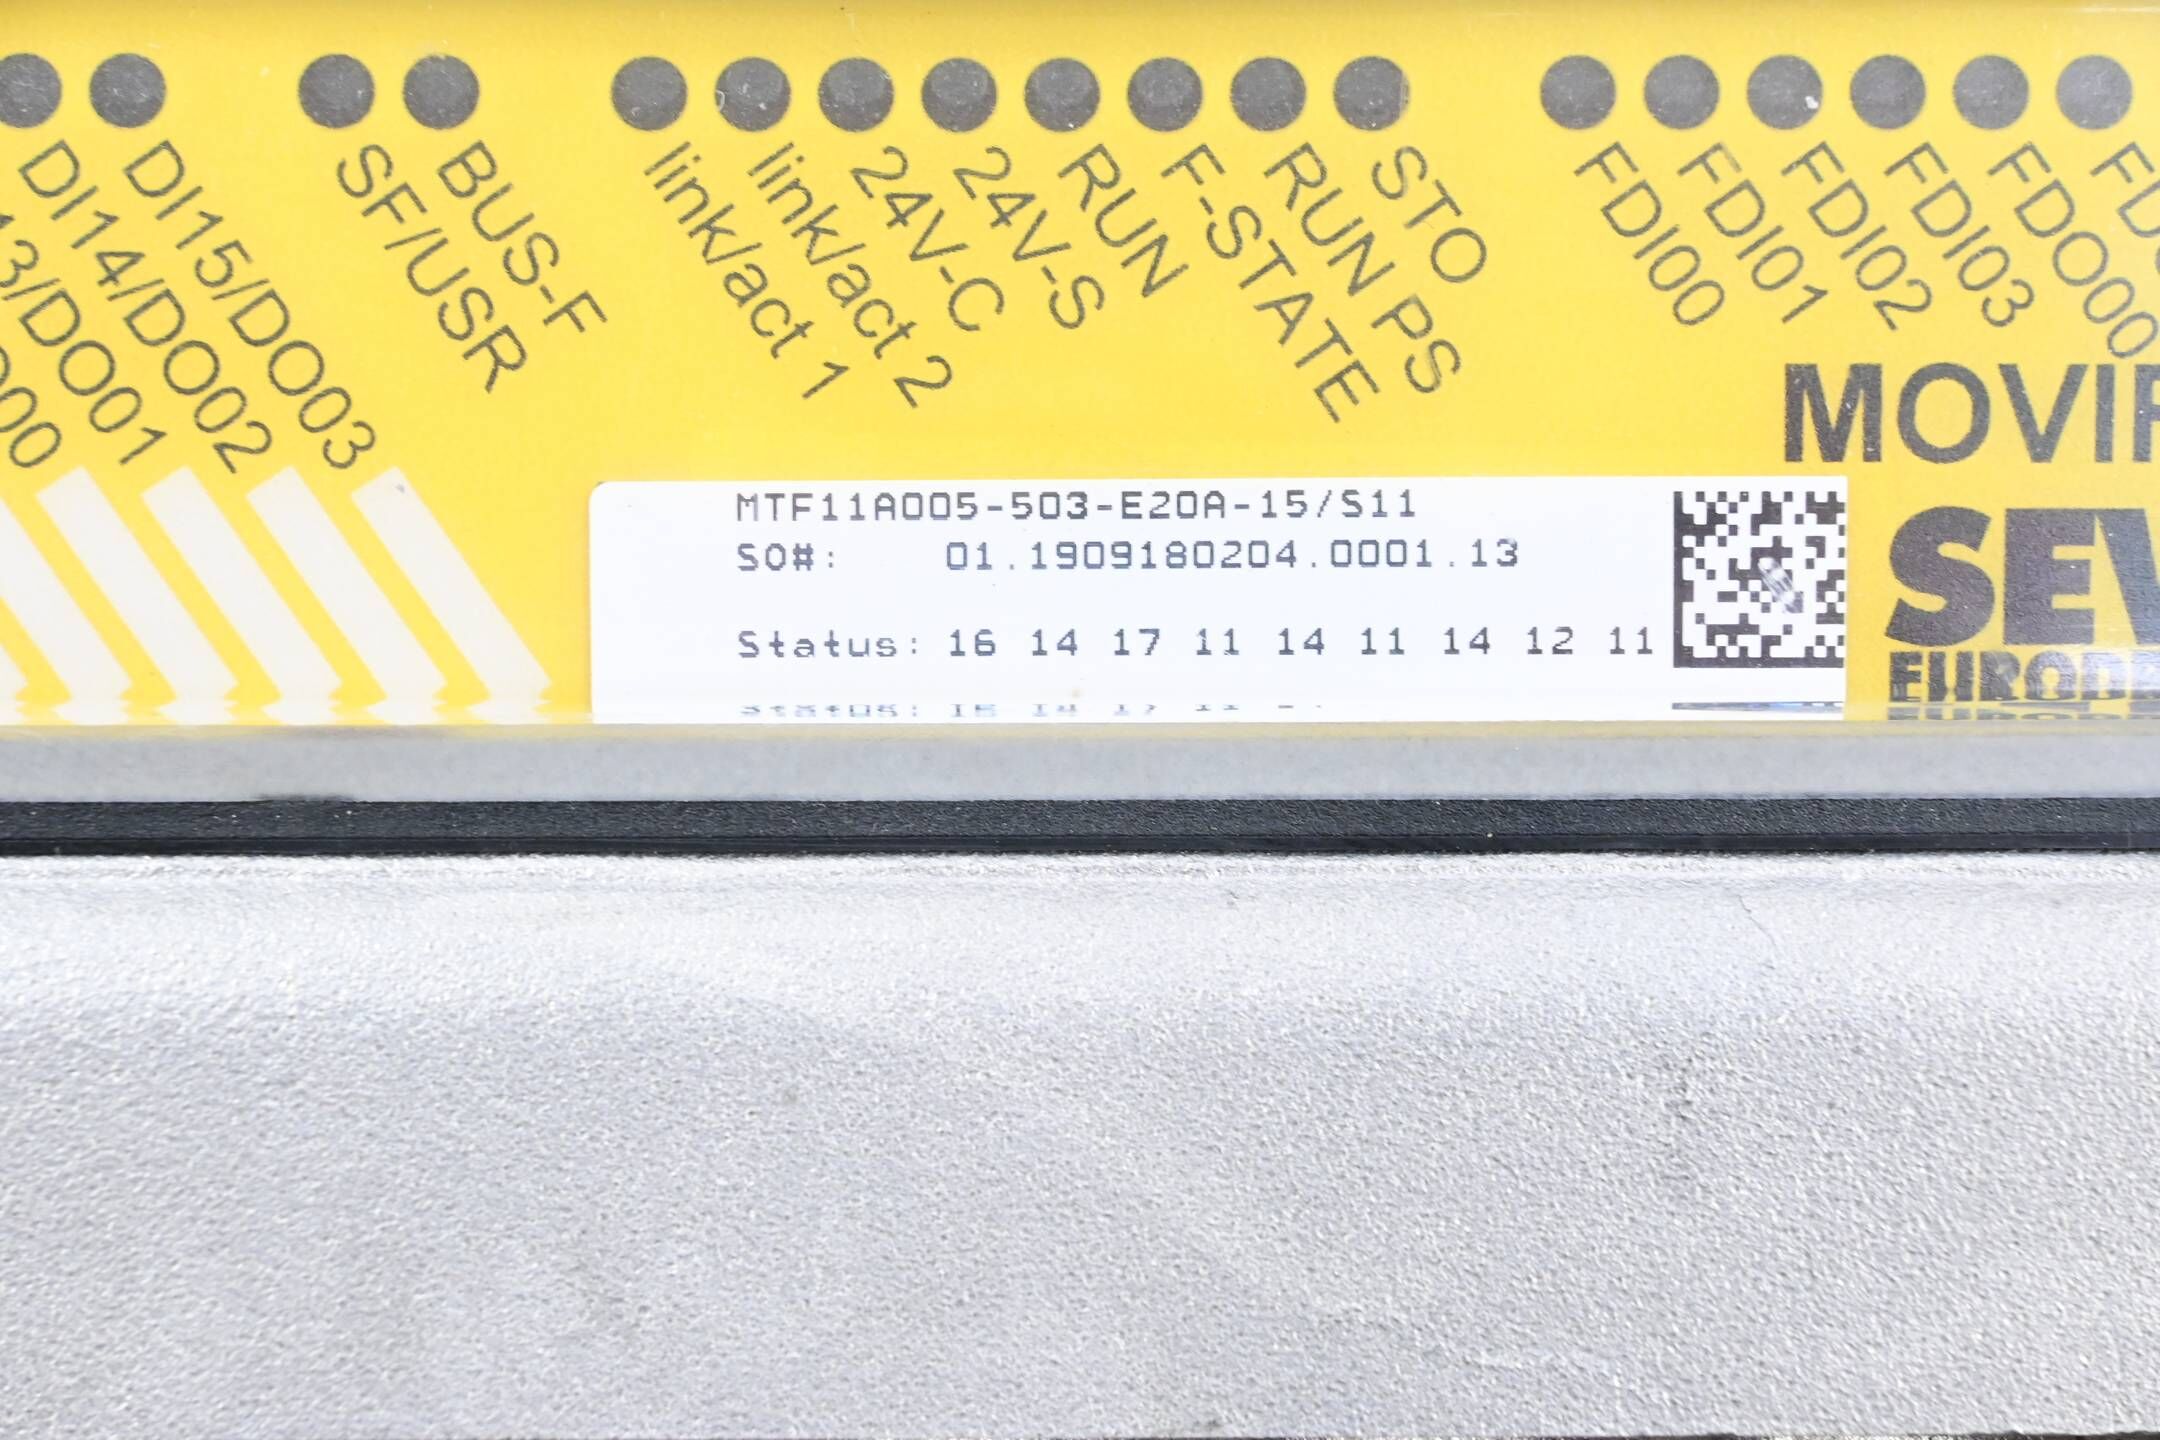 DI14/DO02
DI15/DO03
SF/USR
BUS-F
link/act 1
link/act 2
24V-C
24V-S
RUN
F-STATE
RUN PS
STO
FDI00
FDI01
FDI02
FDI03
FDO00
MTF11A005-503-E20A-15/S11
SO#: 01.1909180204.0001.13
Status: 16 14 17 11 14 11 14 12 11